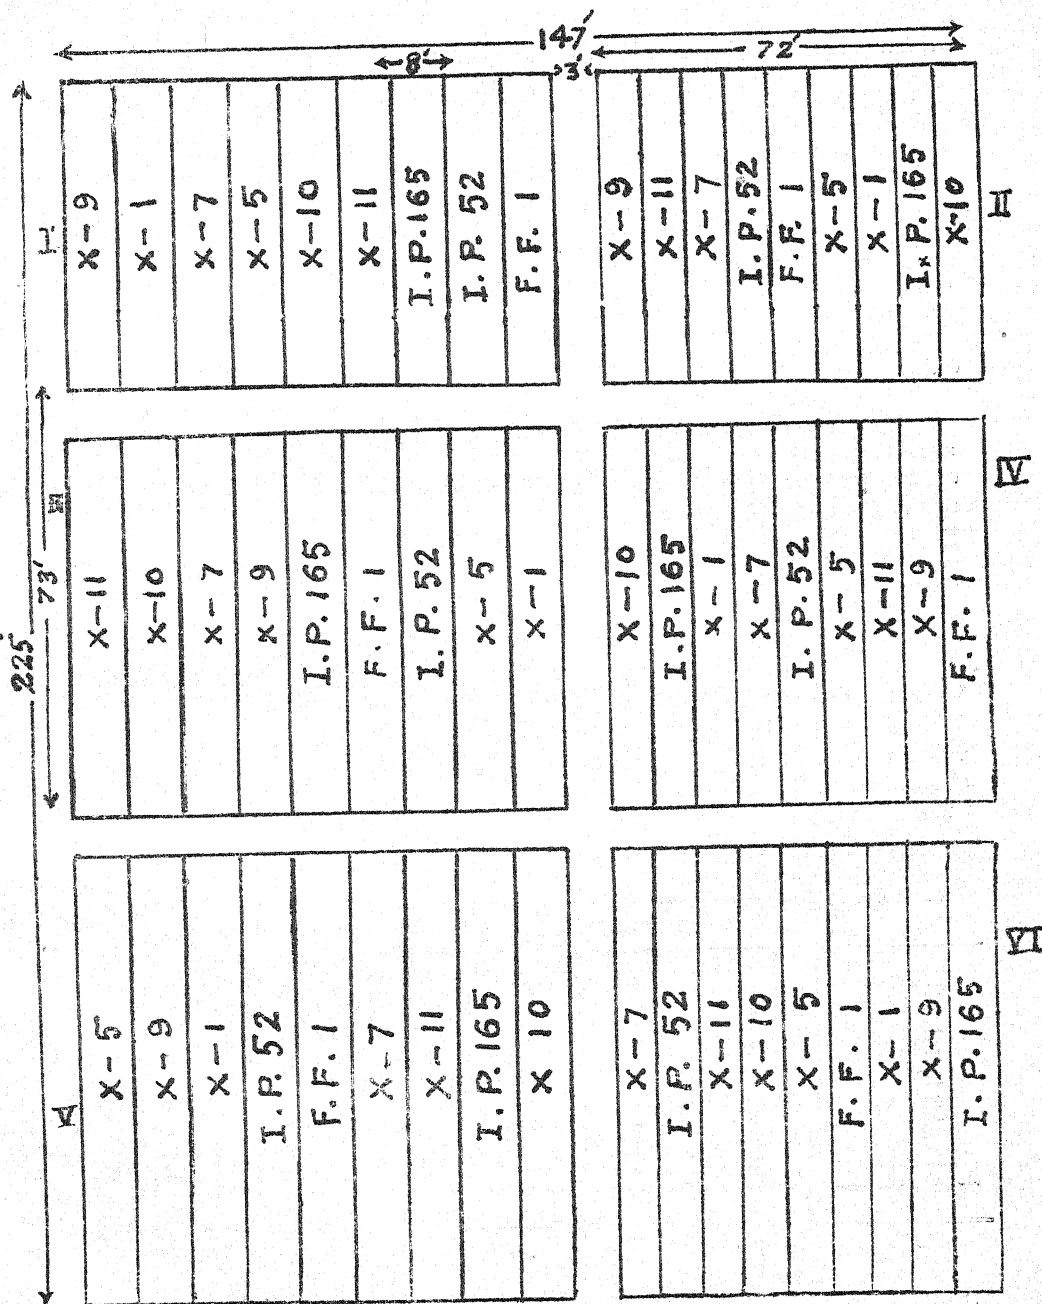 147'
8'
3'
72'
I
X-9
X-1
X-7
X-5
X-10
X-11
I.P.165
I.P. 52
F.F. 1
X-9
X-11
X-7
I.P.52
F.F. 1
X-5
X-1
I.P.165
X-10
II
225'
73'
III
X-11
X-10
X-7
X-9
I.P.165
F.F. 1
I.P. 52
X-5
X-1
X-10
I.P.165
X-1
X-7
I.P.52
X-5
X-11
X-9
F.F. 1
IV
V
X-5
X-9
X-1
I.P.52
F.F. 1
X-7
X-11
I.P.165
X 10
X-7
I.P. 52
X-11
X-10
X-5
F.F. 1
X-1
X-9
I.P.165
VI